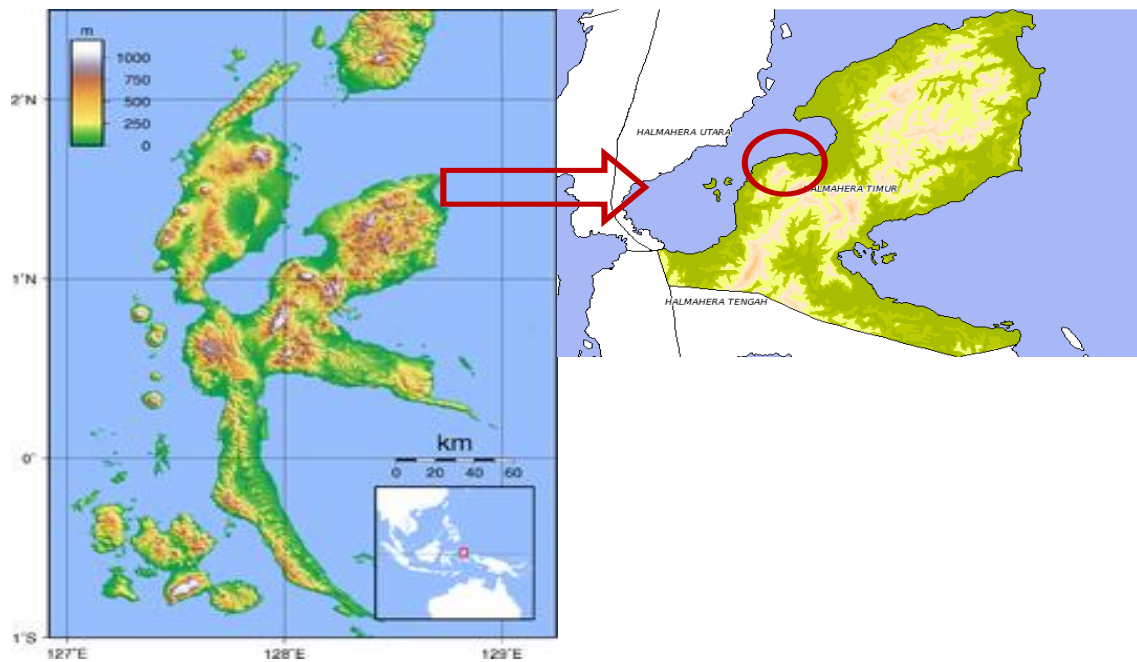 m
1000
750
500
250
0
2°N
1°N
0°
1°S
127°E
128°E
129°E
km
0 20 40 60
HALMAHERA UTARA
HALMAHERA TIMUR
HALMAHERA TENGAH